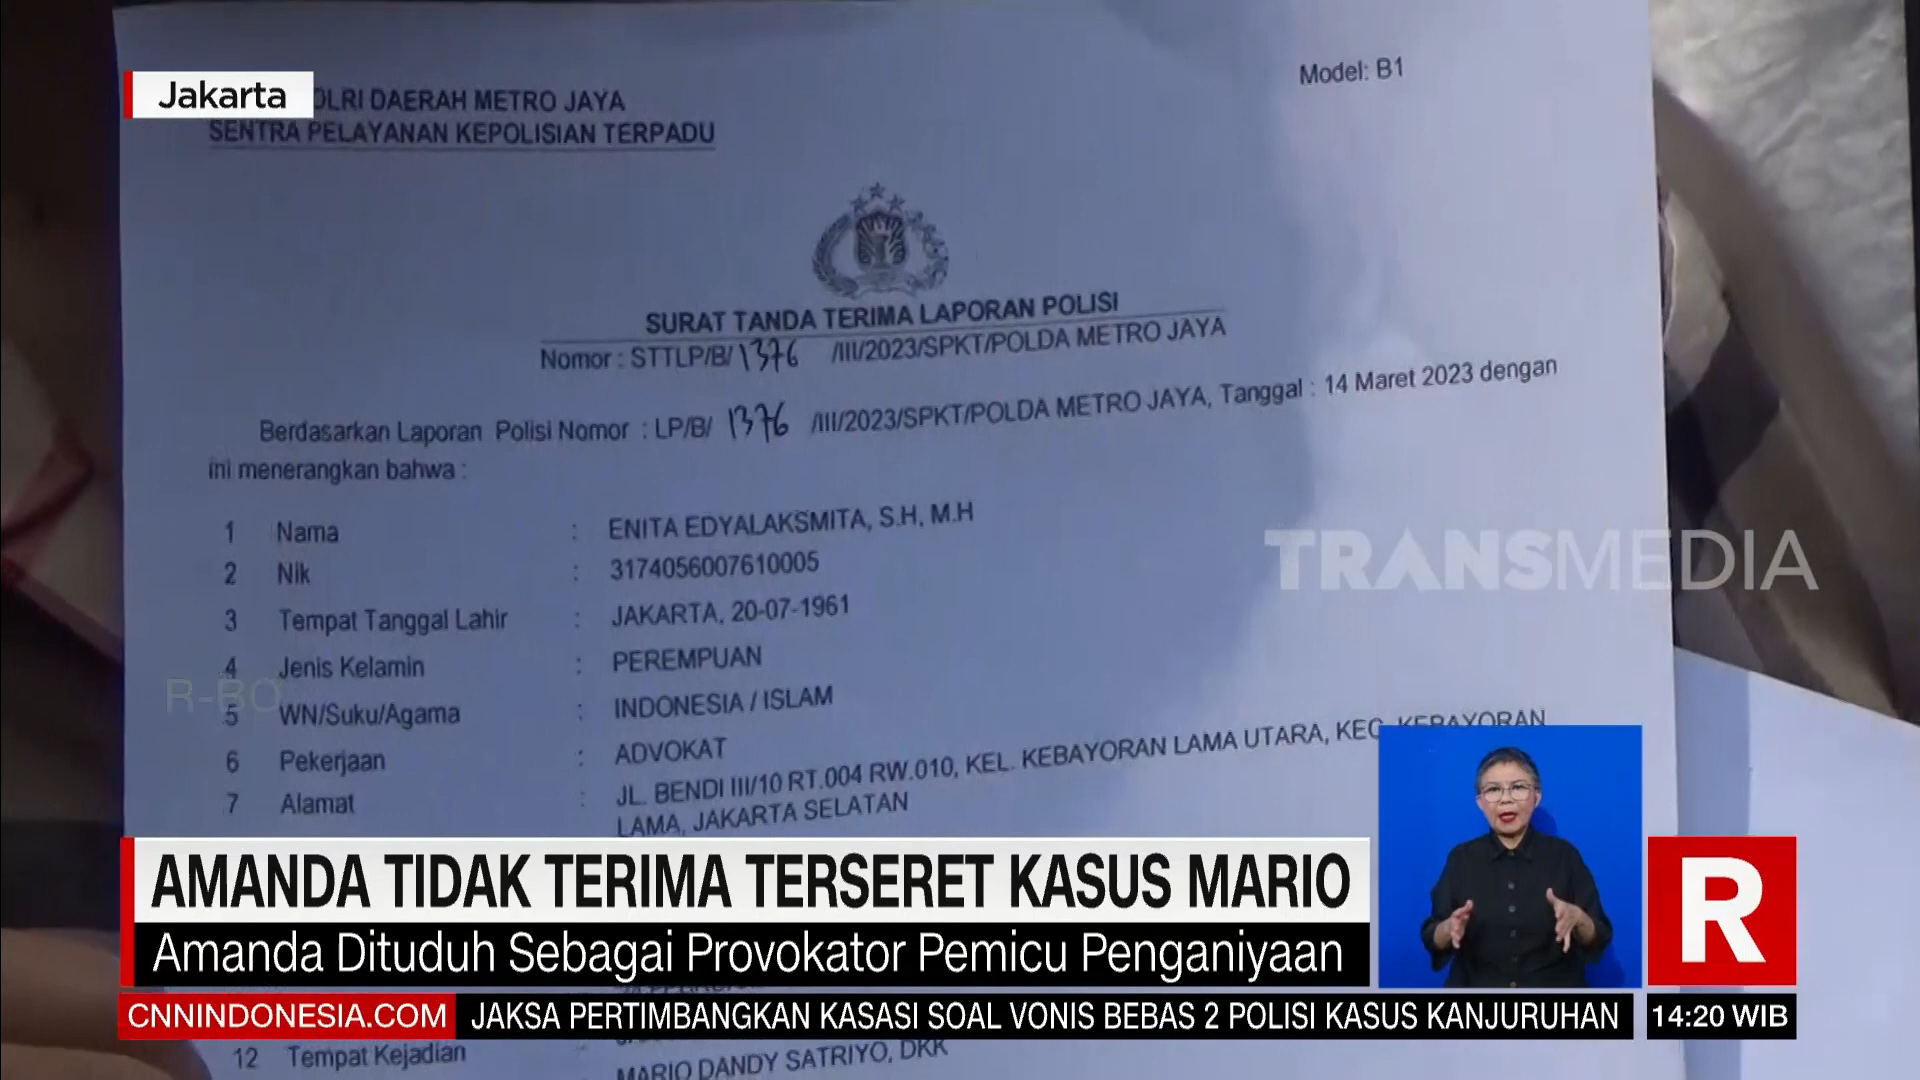 Jakarta
OLRI DAERAH METRO JAYA
SENTRA PELAYANAN KEPOLISIAN TERPADU
Model: B1
SURAT TANDA TERIMA LAPORAN POLISI
Nomor : STTLP/B/ 1376 /III/2023/SPKT/POLDA METRO JAYA
Berdasarkan Laporan Polisi Nomor : LP/B/ 1376 /III/2023/SPKT/POLDA METRO JAYA, Tanggal : 14 Maret 2023 dengan
ini menerangkan bahwa :
1 Nama : ENITA EDYALAKSMITA, S.H, M.H
2 Nik : 3174056007610005
3 Tempat Tanggal Lahir : JAKARTA, 20-07-1961
4 Jenis Kelamin : PEREMPUAN
5 WN/Suku/Agama : INDONESIA / ISLAM
6 Pekerjaan : ADVOKAT
7 Alamat : JL. BENDI III/10 RT.004 RW.010, KEL. KEBAYORAN LAMA UTARA, KEC. KEBAYORAN
LAMA, JAKARTA SELATAN
TRANSMEDIA
R-BO
AMANDA TIDAK TERIMA TERSERET KASUS MARIO
Amanda Dituduh Sebagai Provokator Pemicu Penganiyaan
R
CNNINDONESIA.COM JAKSA PERTIMBANGKAN KASASI SOAL VONIS BEBAS 2 POLISI KASUS KANJURUHAN 14:20 WIB
12 Tempat Kejadian
MARIO DANDY SATRIYO, DKK